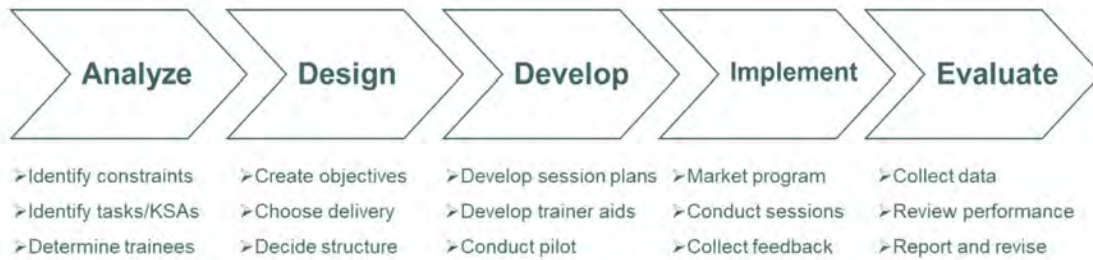 Analyze
Design
Develop
Implement
Evaluate
➢Identify constraints
➢Identify tasks/KSAs
➢Determine trainees
➢Create objectives
➢Choose delivery
➢Decide structure
➢Develop session plans
➢Develop trainer aids
➢Conduct pilot
➢Market program
➢Conduct sessions
➢Collect feedback
➢Collect data
➢Review performance
➢Report and revise